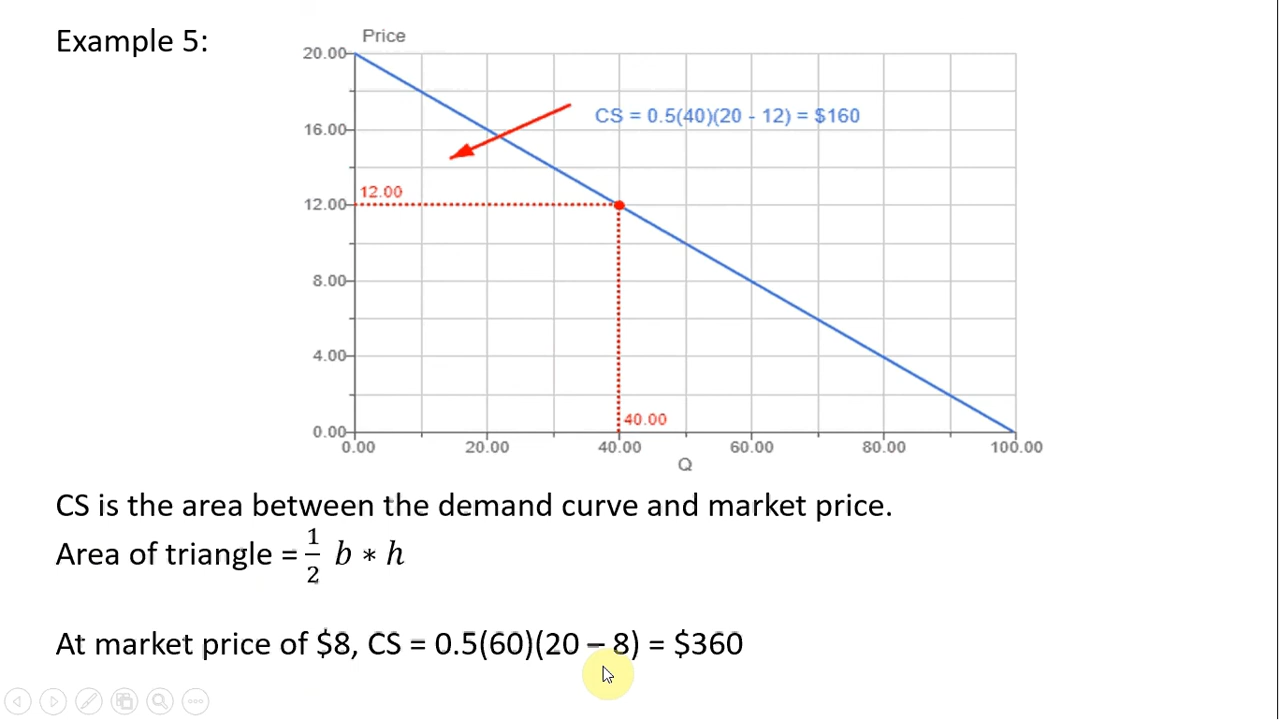 Example 5:
Price
20.00
CS = 0.5(40)(20 - 12) = $160
16.00
12.00
12.00
8.00
4.00
40.00
0.00
0.00 20.00 40.00 60.00 80.00 100.00
Q
CS is the area between the demand curve and market price.
Area of triangle = 1/2 b * h
At market price of $8, CS = 0.5(60)(20 – 8) = $360